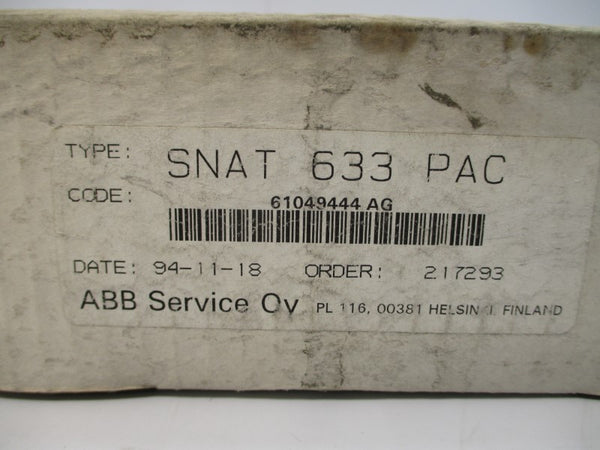 TYPE: SNAT 633 PAC
CODE: 61049444 AG
DATE: 94-11-18 ORDER: 217293
ABB Service Oy PL 116, 00381 HELSINKI, FINLAND